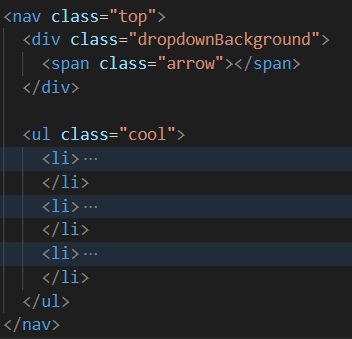 <nav class="top">
<div class="dropdownBackground">
<span class="arrow"></span>
</div>
<ul class="cool">
<li>···
</li>
<li>···
</li>
<li>···
</li>
</ul>
</nav>